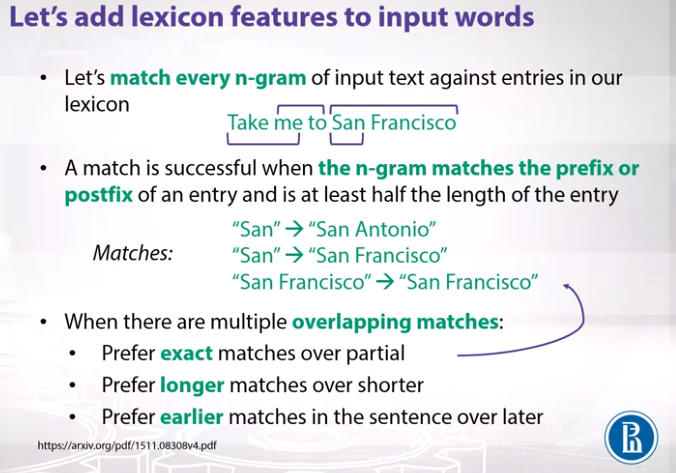 Let's add lexicon features to input words
• Let's match every n-gram of input text against entries in our
lexicon
Take me to San Francisco
• A match is successful when the n-gram matches the prefix or
postfix of an entry and is at least half the length of the entry
"San" → "San Antonio"
Matches: "San" → "San Francisco"
"San Francisco" → "San Francisco"
• When there are multiple overlapping matches:
• Prefer exact matches over partial
• Prefer longer matches over shorter
• Prefer earlier matches in the sentence over later
https://arxiv.org/pdf/1511.08308v4.pdf